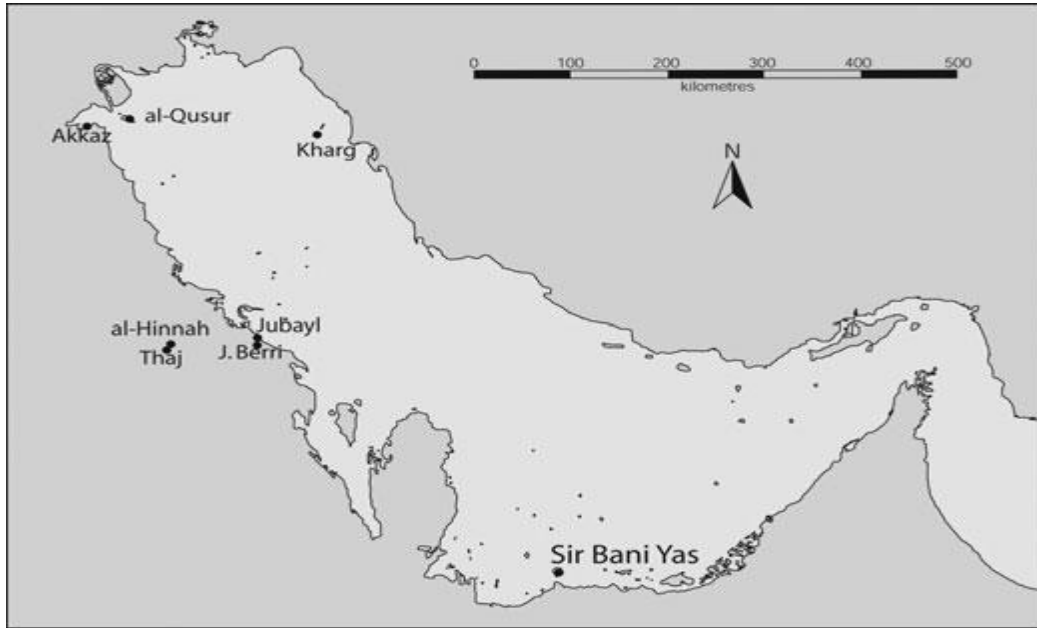 0 100 200 300 400 500
kilometres
al-Qusur
Akkaz
Kharg
N
al-Hinnah
Jubayl
Thaj
J. Berri
Sir Bani Yas